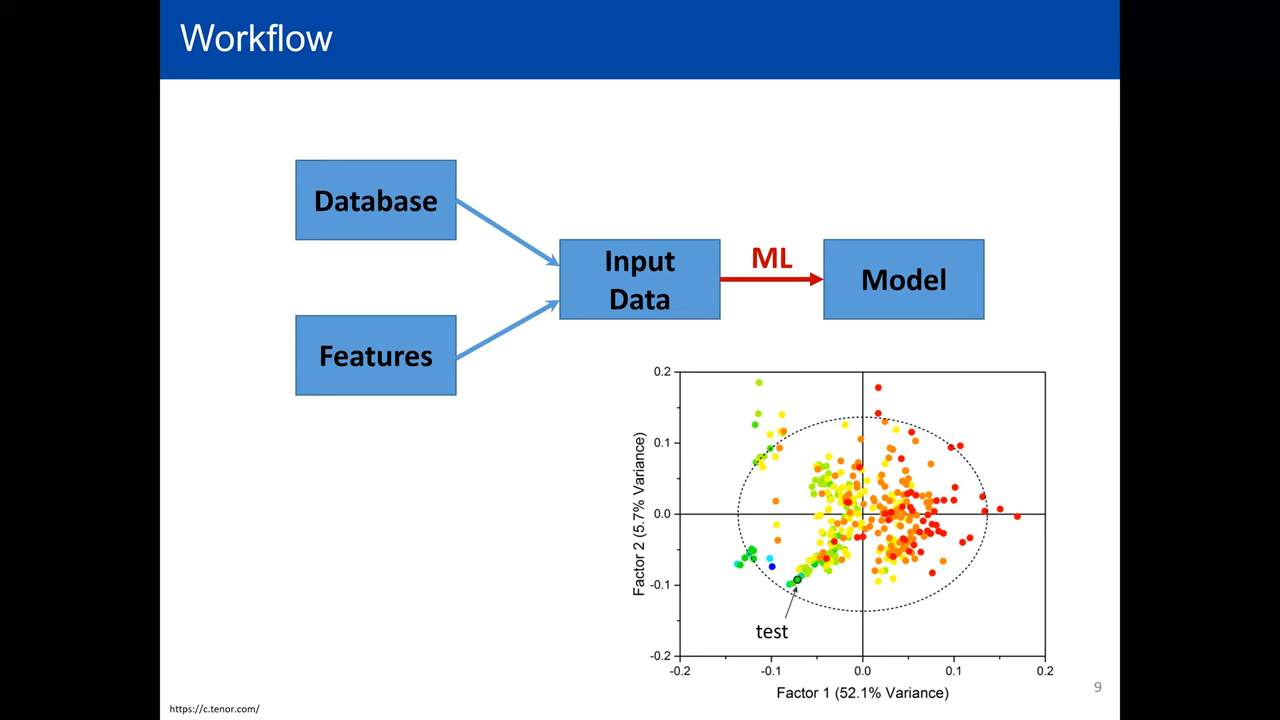 Workflow
Database
Features
Input
Data
ML
Model
0.2
0.1
0.0
-0.1
-0.2
Factor 2 (5.7% Variance)
test
-0.2
-0.1
0.0
0.1
0.2
Factor 1 (52.1% Variance)
9
https://c.tenor.com/